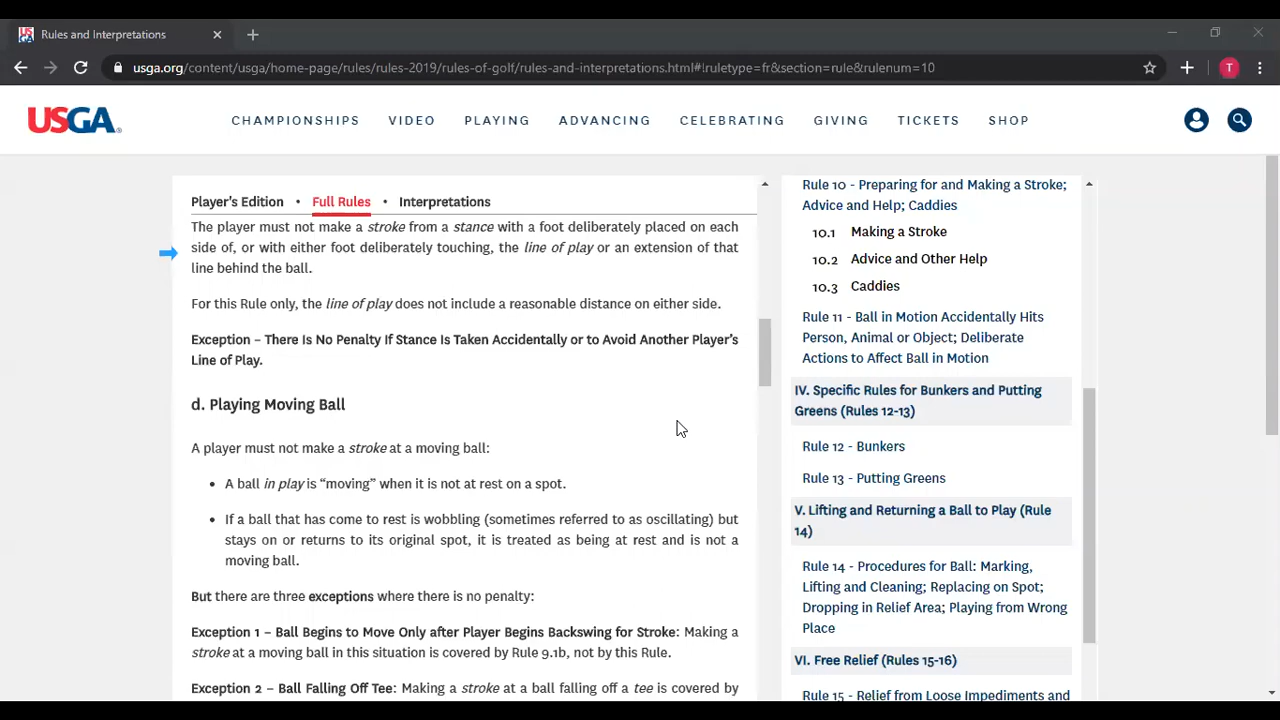 Rules and Interpretations
usga.org/content/usga/home-page/rules/rules-2019/rules-of-golf/rules-and-interpretations.html#!ruletype=fr&section=rule&rulenum=10
T
USGA
CHAMPIONSHIPS VIDEO PLAYING ADVANCING CELEBRATING GIVING TICKETS SHOP
Player's Edition • Full Rules • Interpretations
The player must not make a stroke from a stance with a foot deliberately placed on each
side of, or with either foot deliberately touching, the line of play or an extension of that
line behind the ball.
For this Rule only, the line of play does not include a reasonable distance on either side.
Exception – There Is No Penalty If Stance Is Taken Accidentally or to Avoid Another Player's
Line of Play.
d. Playing Moving Ball
A player must not make a stroke at a moving ball:
• A ball in play is “moving” when it is not at rest on a spot.
• If a ball that has come to rest is wobbling (sometimes referred to as oscillating) but
stays on or returns to its original spot, it is treated as being at rest and is not a
moving ball.
But there are three exceptions where there is no penalty:
Exception 1 – Ball Begins to Move Only after Player Begins Backswing for Stroke: Making a
stroke at a moving ball in this situation is covered by Rule 9.1b, not by this Rule.
Exception 2 – Ball Falling Off Tee: Making a stroke at a ball falling off a tee is covered by
Rule 10 - Preparing for and Making a Stroke;
Advice and Help; Caddies
10.1 Making a Stroke
10.2 Advice and Other Help
10.3 Caddies
Rule 11 - Ball in Motion Accidentally Hits
Person, Animal or Object; Deliberate
Actions to Affect Ball in Motion
IV. Specific Rules for Bunkers and Putting
Greens (Rules 12-13)
Rule 12 - Bunkers
Rule 13 - Putting Greens
V. Lifting and Returning a Ball to Play (Rule
14)
Rule 14 - Procedures for Ball: Marking,
Lifting and Cleaning; Replacing on Spot;
Dropping in Relief Area; Playing from Wrong
Place
VI. Free Relief (Rules 15-16)
Rule 15 - Relief from Loose Impediments and